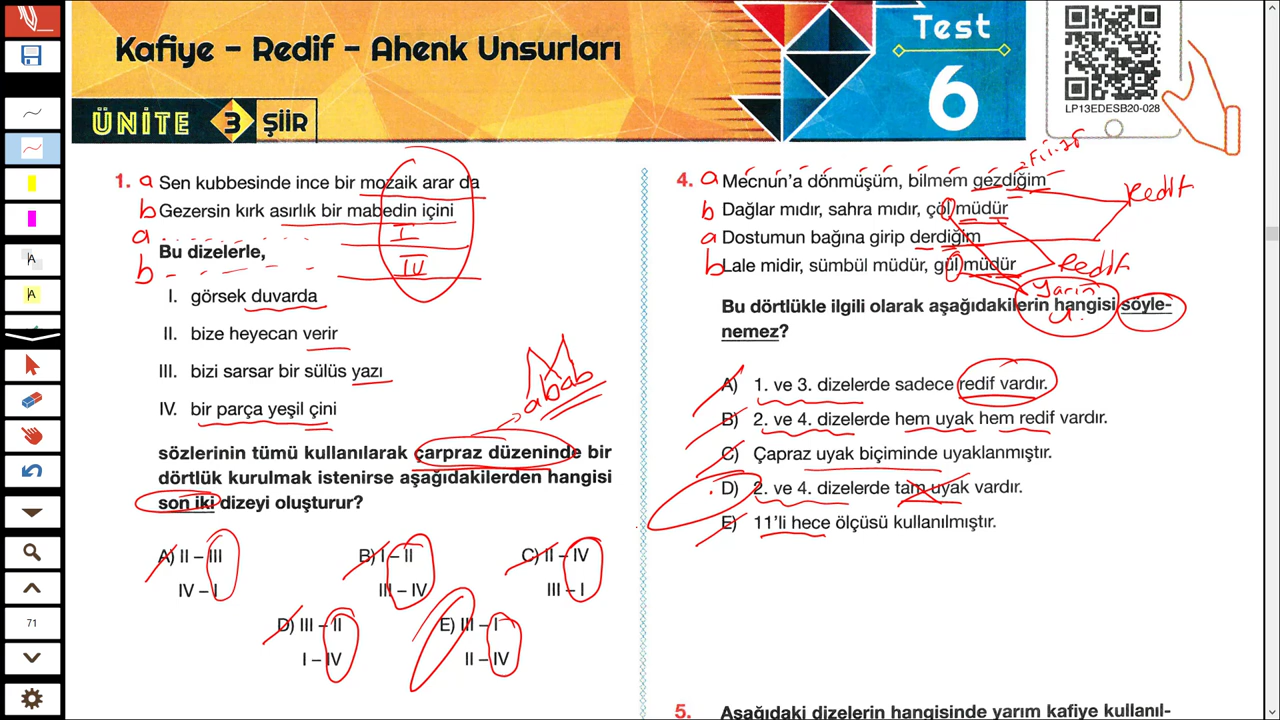 Kafiye – Redif – Ahenk Unsurları
ÜNİTE 3 ŞİİR
Test
6
LP13EDESB20-028
1. a Sen kubbesinde ince bir mozaik arar da
b Gezersin kırk asırlık bir mabedin içini
a I
Bu dizelerle,
b IV
I. görsek duvarda
II. bize heyecan verir
III. bizi sarsar bir sülüs yazı
IV. bir parça yeşil çini
abab
sözlerinin tümü kullanılarak çarpraz düzeninde bir
dörtlük kurulmak istenirse aşağıdakilerden hangisi
son iki dizeyi oluşturur?
A) II – III
IV – I
B) I – II
III – IV
C) II – IV
III – I
D) III – II
I – IV
E) III – I
II – IV
4. a Mecnun'a dönmüşüm, bilmem gezdiğim
redif
b Dağlar mıdır, sahra mıdır, çöl müdür
a Dostumun bağına girip derdiğim
b Lale midir, sümbül müdür, gül müdür
Redif
yarım
u.
Bu dörtlükle ilgili olarak aşağıdakilerin hangisi söyle-
nemez?
A) 1. ve 3. dizelerde sadece redif vardır.
B) 2. ve 4. dizelerde hem uyak hem redif vardır.
C) Çapraz uyak biçiminde uyaklanmıştır.
D) 2. ve 4. dizelerde tam uyak vardır.
E) 11'li hece ölçüsü kullanılmıştır.
5. Aşağıdaki dizelerin hangisinde yarım kafiye kullanıl-
A
A
71